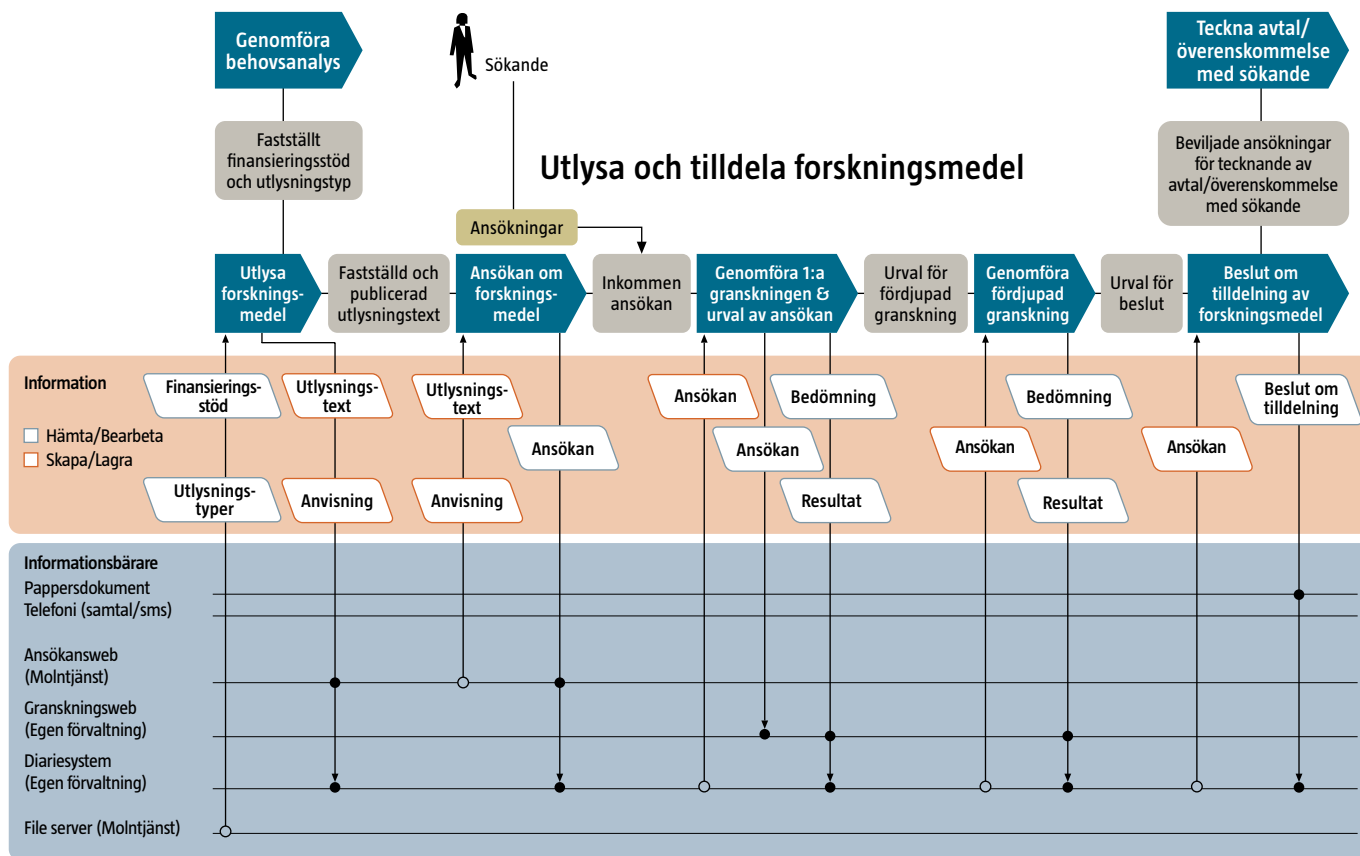 Genomföra
behovsanalys
Sökande
Teckna avtal/
överenskommelse
med sökande
Fastställt
finansieringsstöd
och utlysningstyp
Utlysa och tilldela forskningsmedel
Beviljade ansökningar
för tecknande av
avtal/överenskommelse
med sökande
Ansökningar
Utlysa
forsknings-
medel
Fastställd och
publicerad
utlysningstext
Ansökan om
forsknings-
medel
Inkommen
ansökan
Genomföra 1:a
granskningen &
urval av ansökan
Urval för
fördjupad
granskning
Genomföra
fördjupad
granskning
Urval för
beslut
Beslut om
tilldelning av
forskningsmedel
Information
Hämta/Bearbeta
Skapa/Lagra
Finansierings-
stöd
Utlysnings-
text
Utlysnings-
text
Ansökan
Bedömning
Bedömning
Beslut om
tilldelning
Ansökan
Ansökan
Ansökan
Ansökan
Utlysnings-
typer
Anvisning
Anvisning
Resultat
Resultat
Informationsbärare
Pappersdokument
Telefoni (samtal/sms)
Ansökansweb
(Molntjänst)
Granskningsweb
(Egen förvaltning)
Diariesystem
(Egen förvaltning)
File server (Molntjänst)